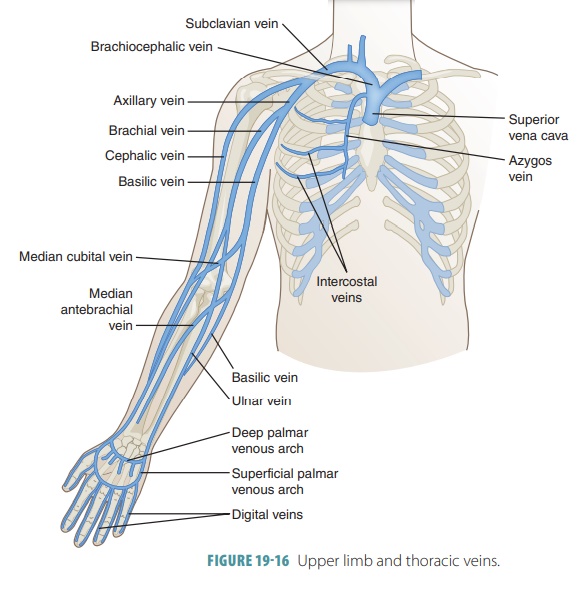 Subclavian vein
Brachiocephalic vein
Axillary vein
Brachial vein
Cephalic vein
Basilic vein
Superior
vena cava
Azygos
vein
Median cubital vein
Intercostal
veins
Median
antebrachial
vein
Basilic vein
Ulnar vein
Deep palmar
venous arch
Superficial palmar
venous arch
Digital veins
FIGURE 19-16 Upper limb and thoracic veins.